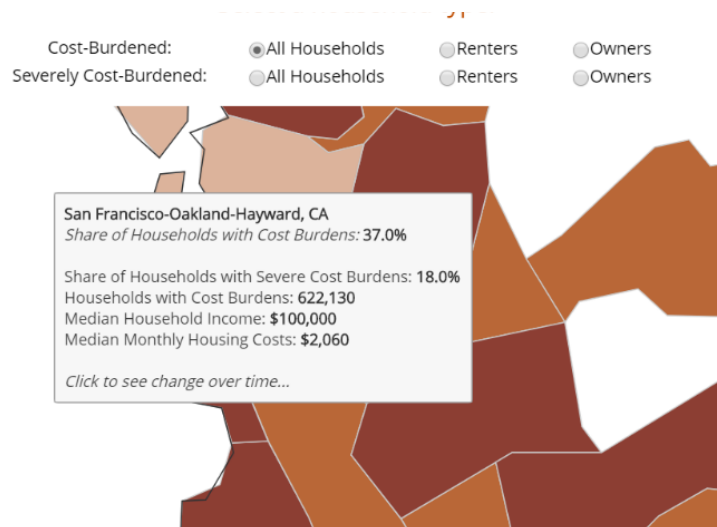 Cost-Burdened: All Households Renters Owners
Severely Cost-Burdened: All Households Renters Owners
San Francisco-Oakland-Hayward, CA
Share of Households with Cost Burdens: 37.0%
Share of Households with Severe Cost Burdens: 18.0%
Households with Cost Burdens: 622,130
Median Household Income: $100,000
Median Monthly Housing Costs: $2,060
Click to see change over time...